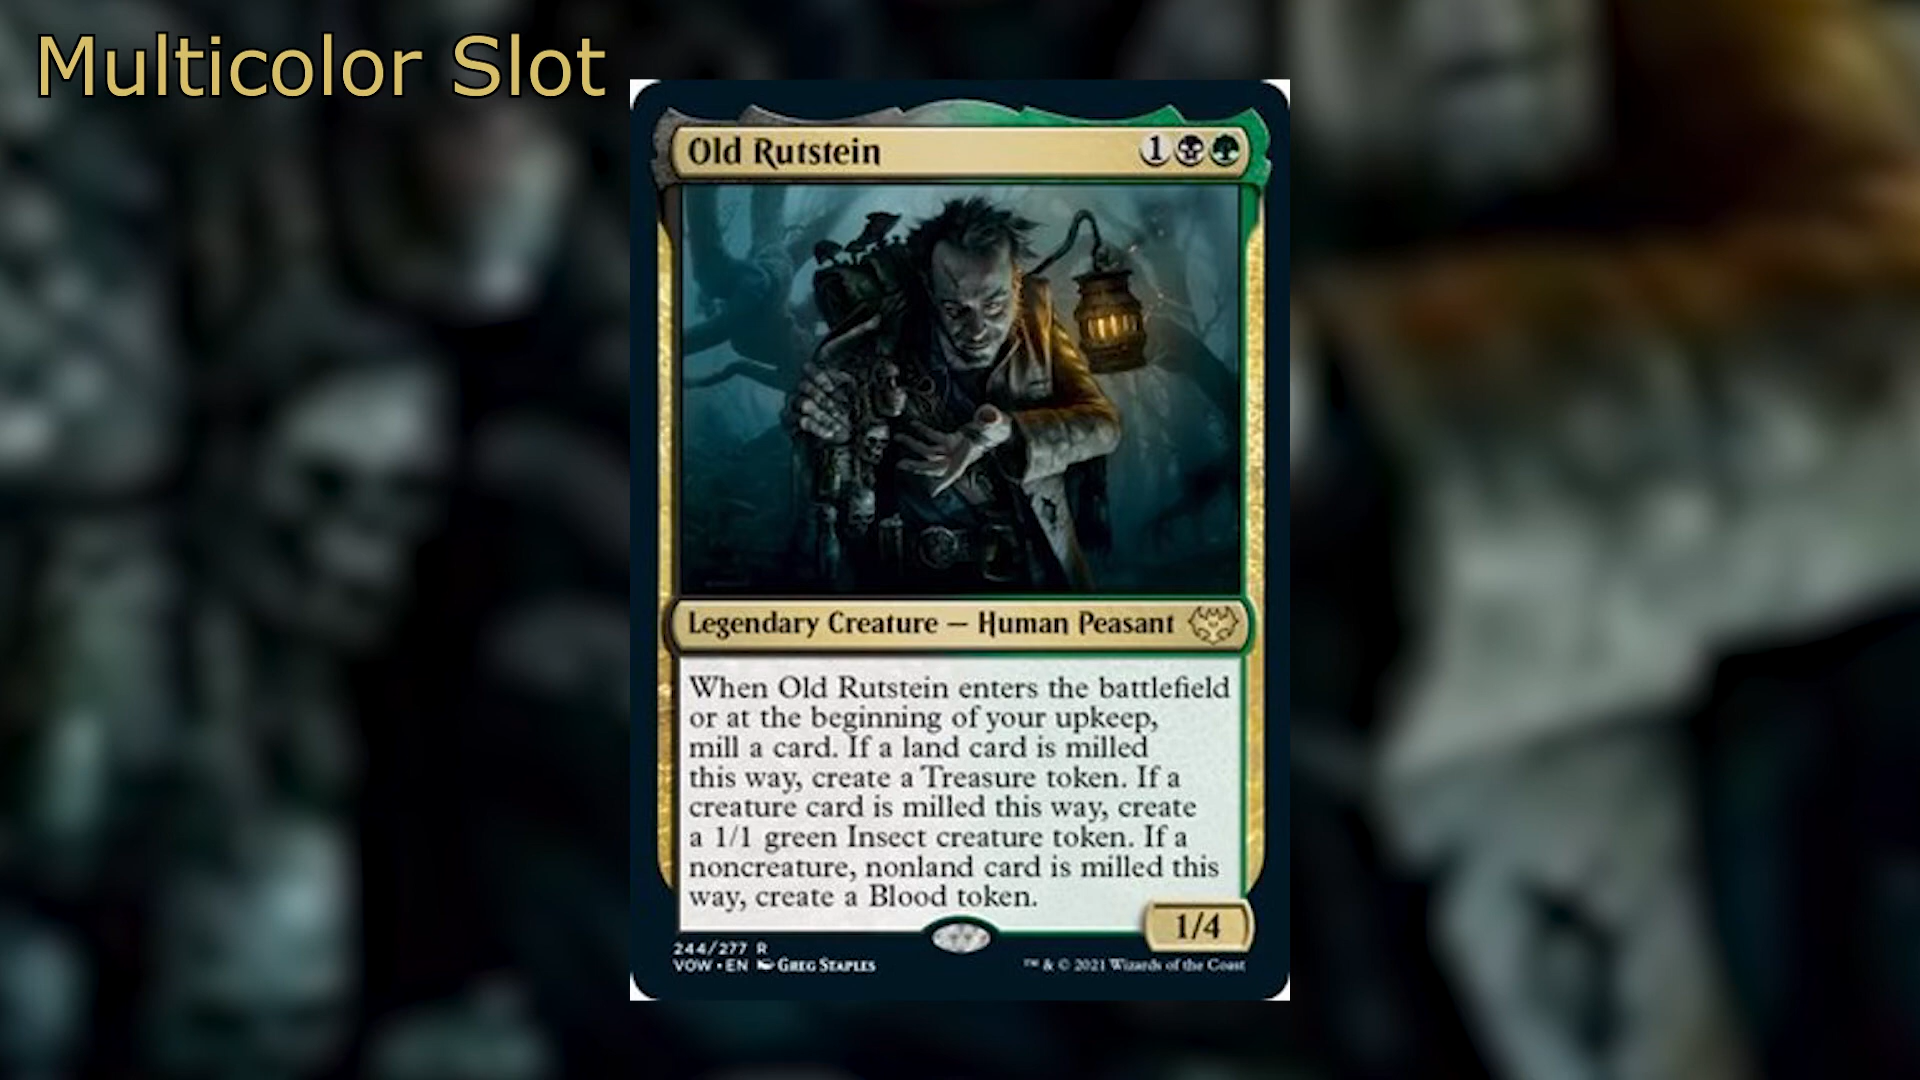 Multicolor Slot
Old Rutstein
1
Legendary Creature — Human Peasant
When Old Rutstein enters the battlefield
or at the beginning of your upkeep,
mill a card. If a land card is milled
this way, create a Treasure token. If a
creature card is milled this way, create
a 1/1 green Insect creature token. If a
noncreature, nonland card is milled this
way, create a Blood token.
1/4
244/277 R
VOW • EN Greg Staples
™ & © 2021 Wizards of the Coast